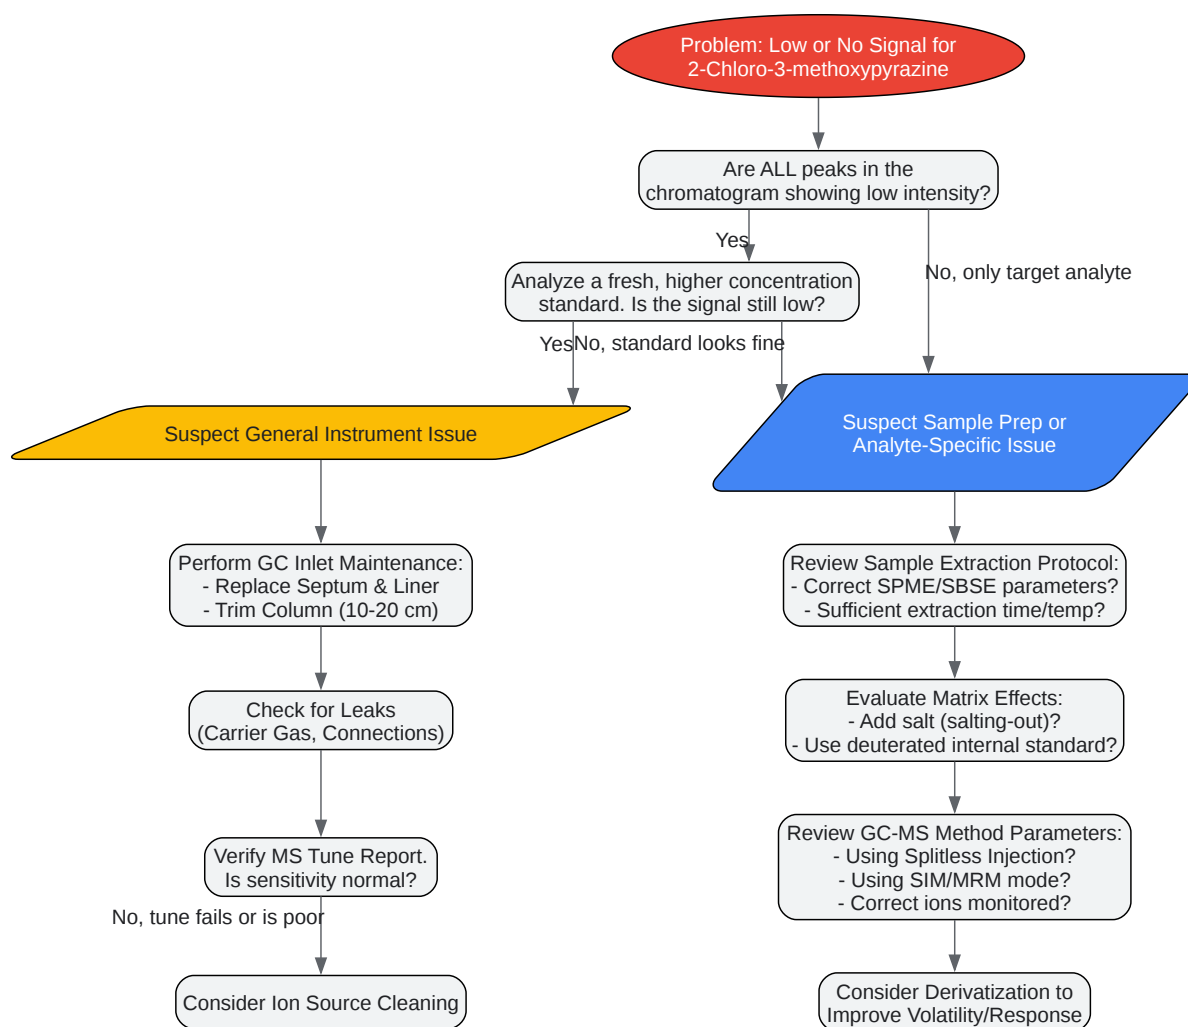 Problem: Low or No Signal for
2-Chloro-3-methoxypyrazine
Are ALL peaks in the
chromatogram showing low intensity?
Yes
No, only target analyte
Analyze a fresh, higher concentration
standard. Is the signal still low?
Yes
No, standard looks fine
Suspect General Instrument Issue
Suspect Sample Prep or
Analyte-Specific Issue
Perform GC Inlet Maintenance:
- Replace Septum & Liner
- Trim Column (10-20 cm)
Review Sample Extraction Protocol:
- Correct SPME/SBSE parameters?
- Sufficient extraction time/temp?
Check for Leaks
(Carrier Gas, Connections)
Evaluate Matrix Effects:
- Add salt (salting-out)?
- Use deuterated internal standard?
Verify MS Tune Report.
Is sensitivity normal?
Review GC-MS Method Parameters:
- Using Splitless Injection?
- Using SIM/MRM mode?
- Correct ions monitored?
No, tune fails or is poor
Consider Ion Source Cleaning
Consider Derivatization to
Improve Volatility/Response